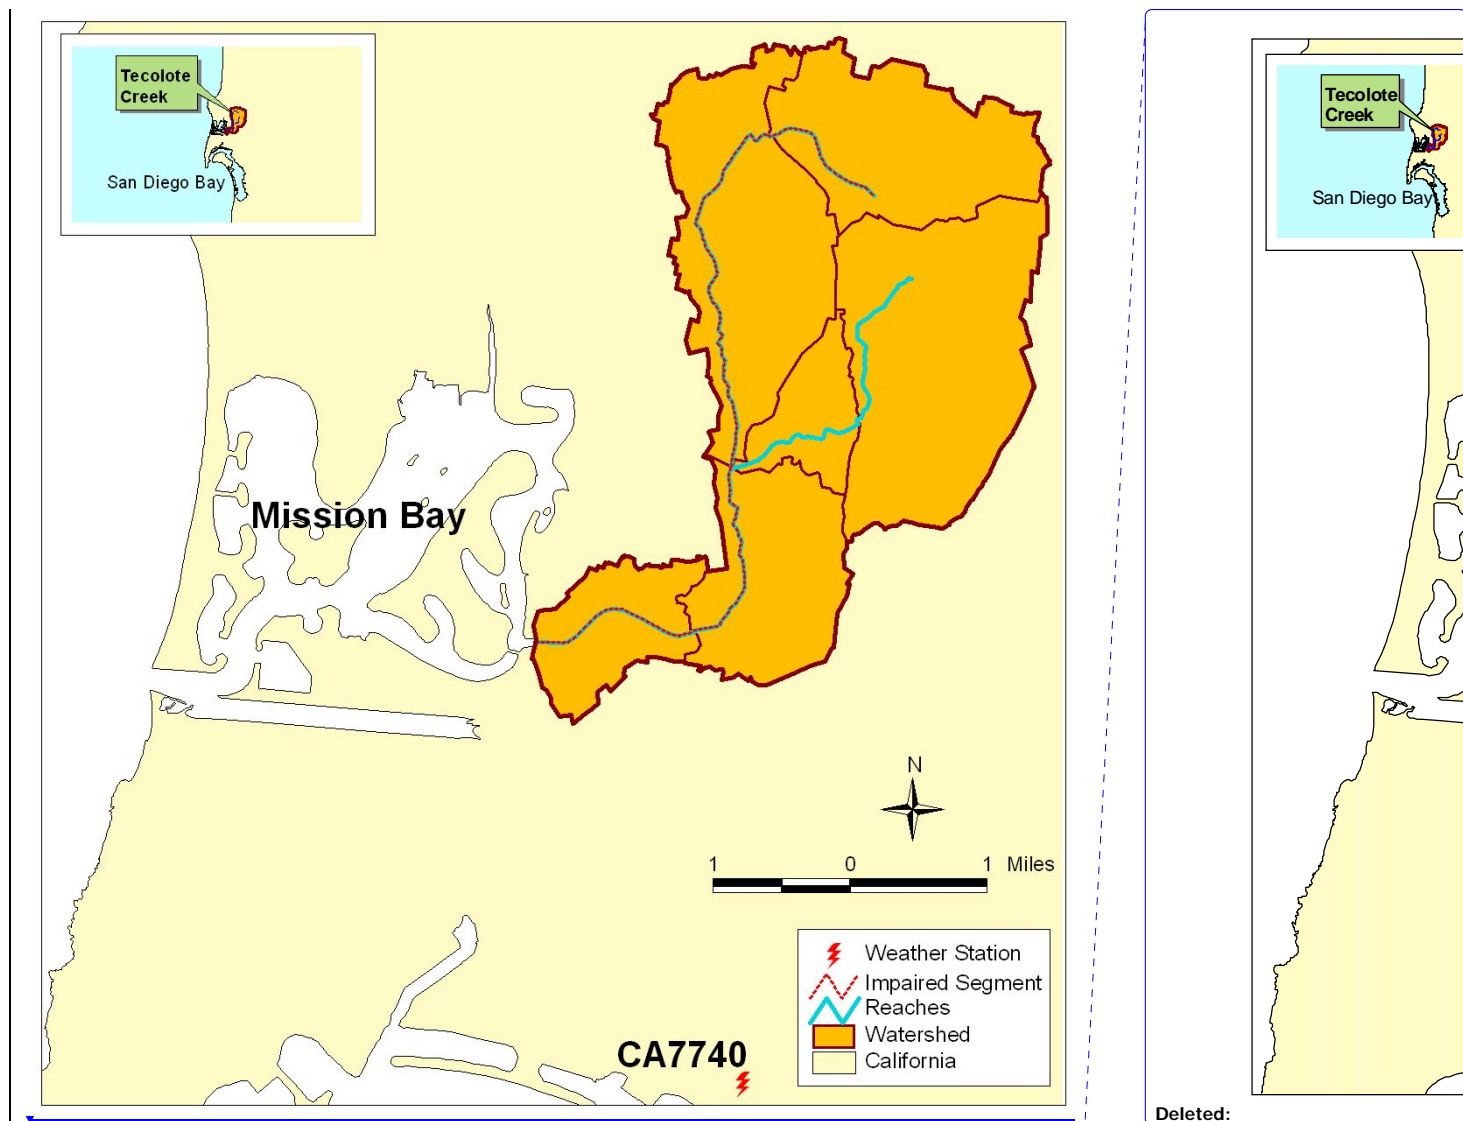 Tecolote
Creek
San Diego Bay
Mission Bay
N
1 0 1 Miles
Weather Station
Impaired Segment
Reaches
Watershed
California
CA7740
Tecolote
Creek
San Diego Bay
Deleted: